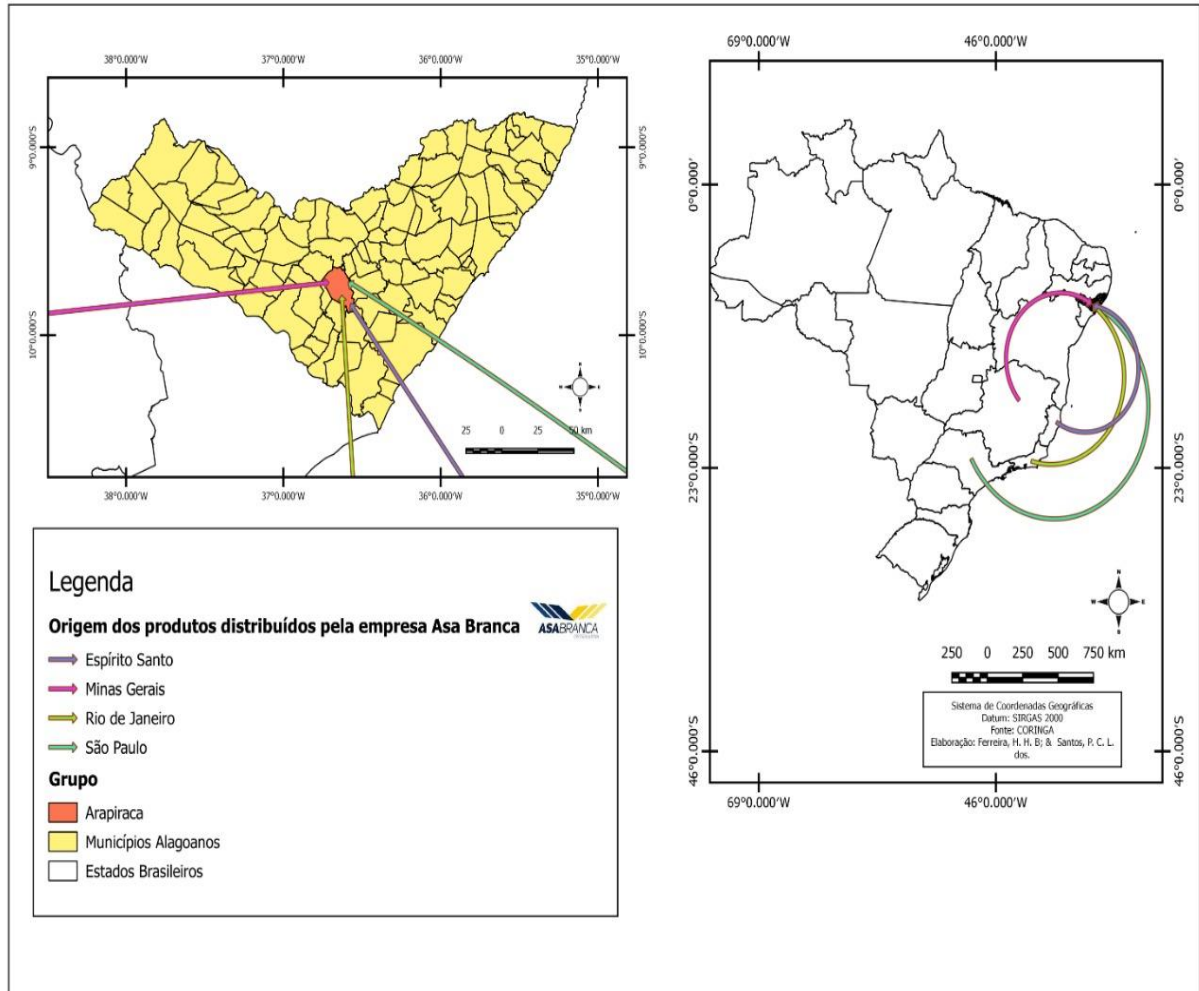 38°0.000'W 37°0.000'W 36°0.000'W 35°0.000'W
9°0.000'S
9°0.000'S
10°0.000'S
10°0.000'S
25 0 25 50 km
38°0.000'W 37°0.000'W 36°0.000'W 35°0.000'W
69°0.000'W 46°0.000'W
0°0.000'
0°0.000'
23°0.000'S
23°0.000'S
46°0.000'S
46°0.000'S
N
W E
S
250 0 250 500 750 km
Sistema de Coordenadas Geográficas
Datum: SIRGAS 2000
Fonte: CORINGA
Elaboração: Ferreira, H. H. B; & Santos, P. C. L.
dos.
69°0.000'W 46°0.000'W
Legenda
Origem dos produtos distribuídos pela empresa Asa Branca
ASABRANCA
Espírito Santo
Minas Gerais
Rio de Janeiro
São Paulo
Grupo
Arapiraca
Municípios Alagoanos
Estados Brasileiros